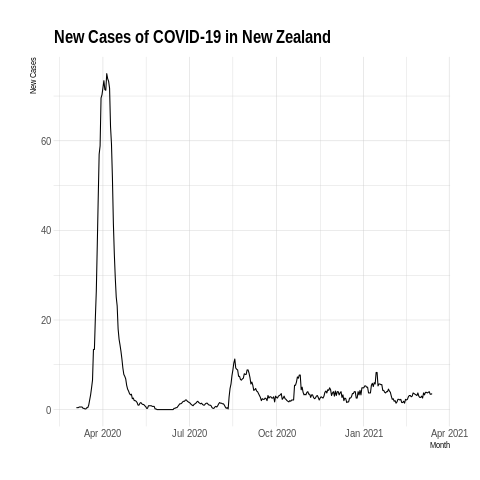 New Cases of COVID-19 in New Zealand
New Cases
60
40
20
0
Apr 2020 Jul 2020 Oct 2020 Jan 2021 Apr 2021
Month